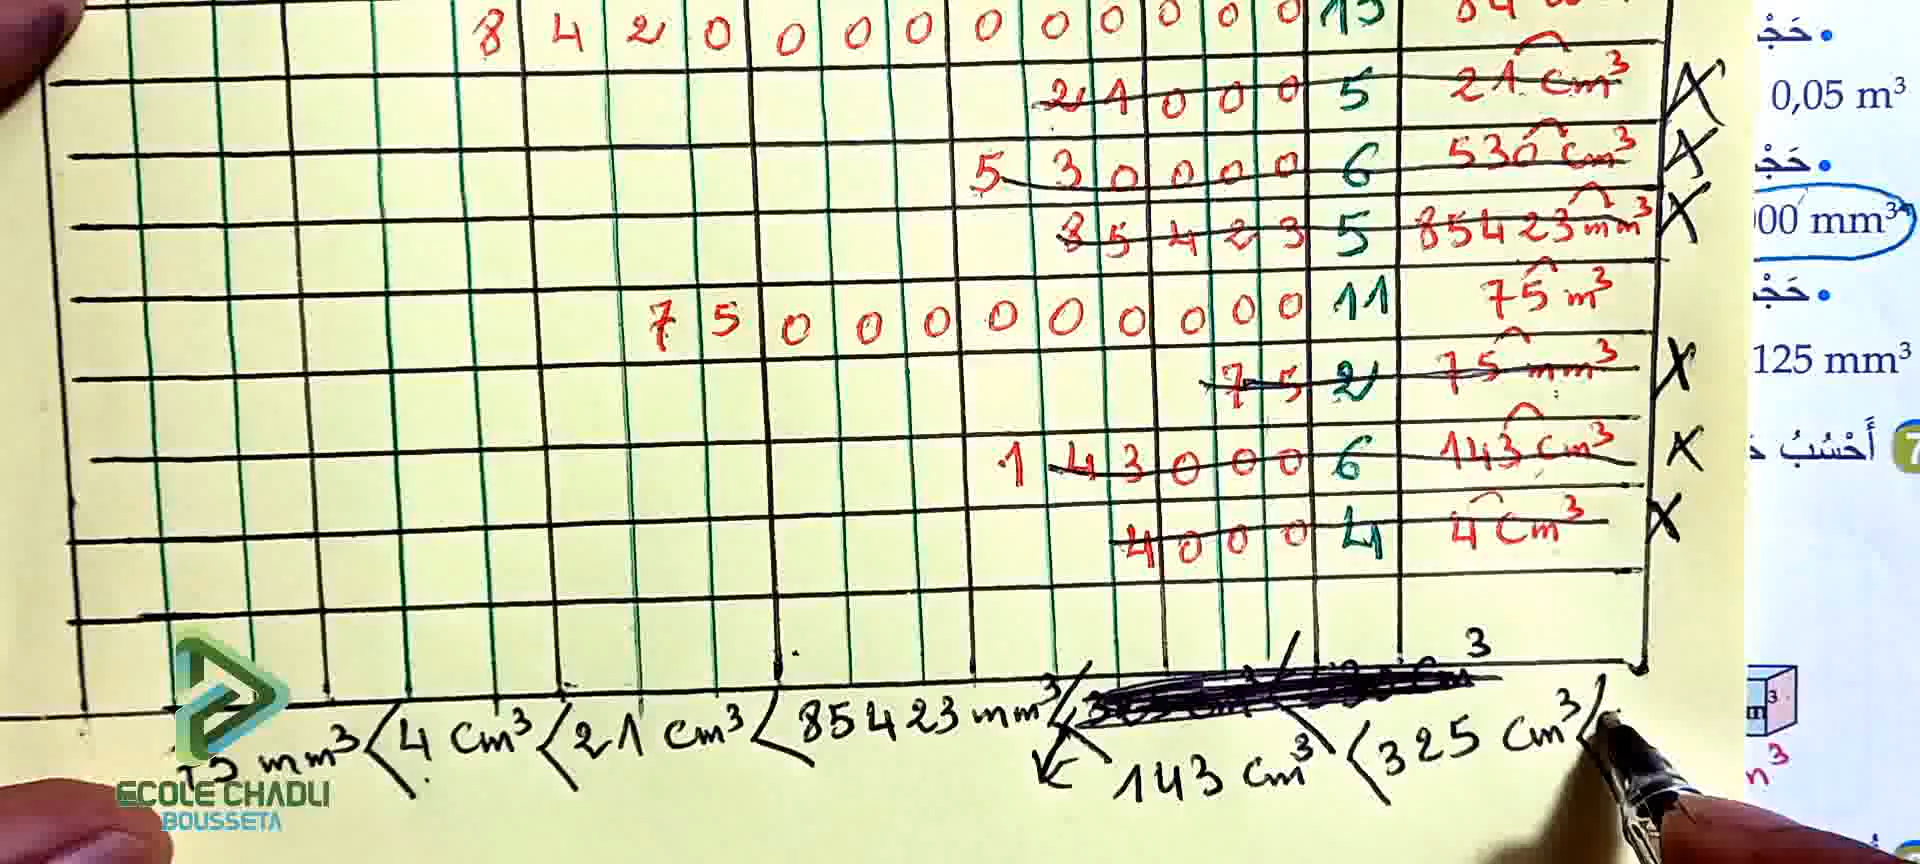 8 4 2 0 0 0 0 0 0 0 0 0 13
2 1 0 0 0 5 21 cm³ X
5 3 0 0 0 0 6 530 cm³ X
8 5 4 2 3 5 85423 mm³ X
7 5 0 0 0 0 0 0 0 0 0 11 75 m³
7 5 2 75 mm³ X
1 4 3 0 0 0 6 143 cm³ X
4 0 0 0 4 4 cm³ X
mm³ < 4 cm³ < 21 cm³ < 85423 mm³ <
143 cm³ < 325 cm³ <
ECOLE CHADLI
BOUSSETA
0,05 m³
000 mm³
125 mm³
7 أَحْسُبُ